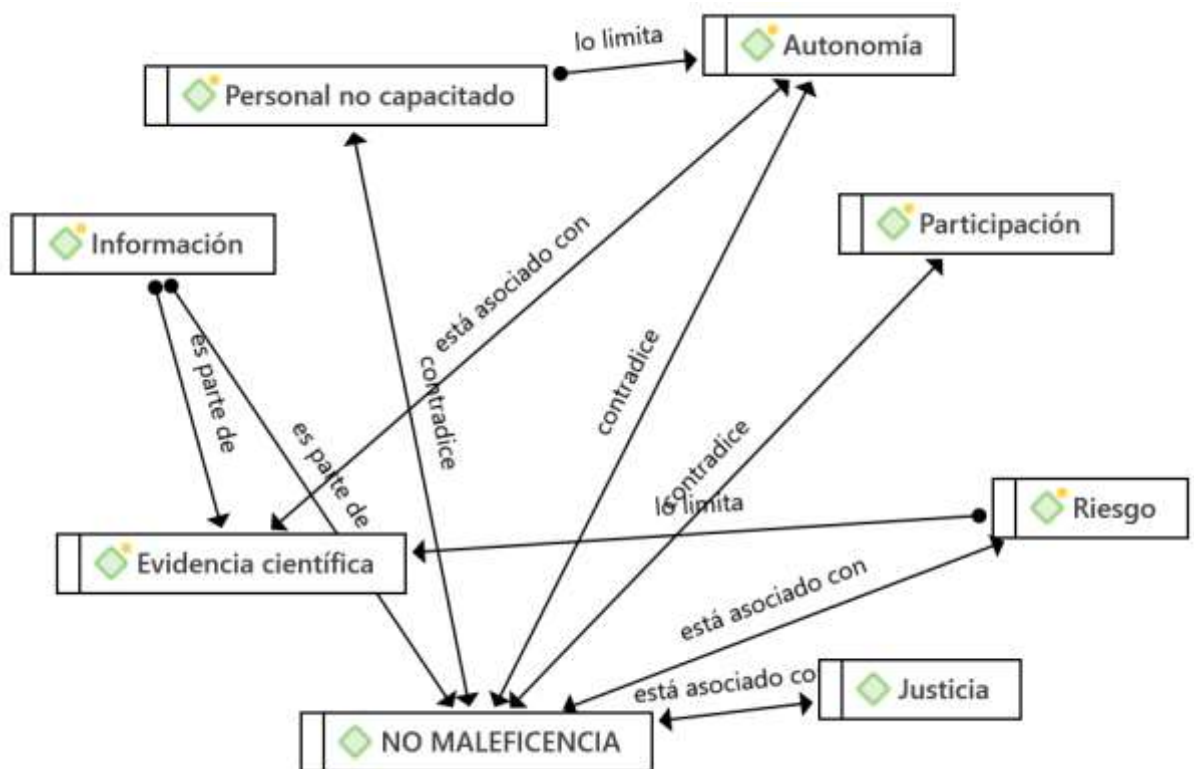 lo limita
Autonomía
Personal no capacitado
Participación
Información
está asociado con
contradice
contradice
contradice
es parte de
es parte de
lo limita
Riesgo
Evidencia científica
está asociado con
está asociado co
Justicia
NO MALEFICENCIA